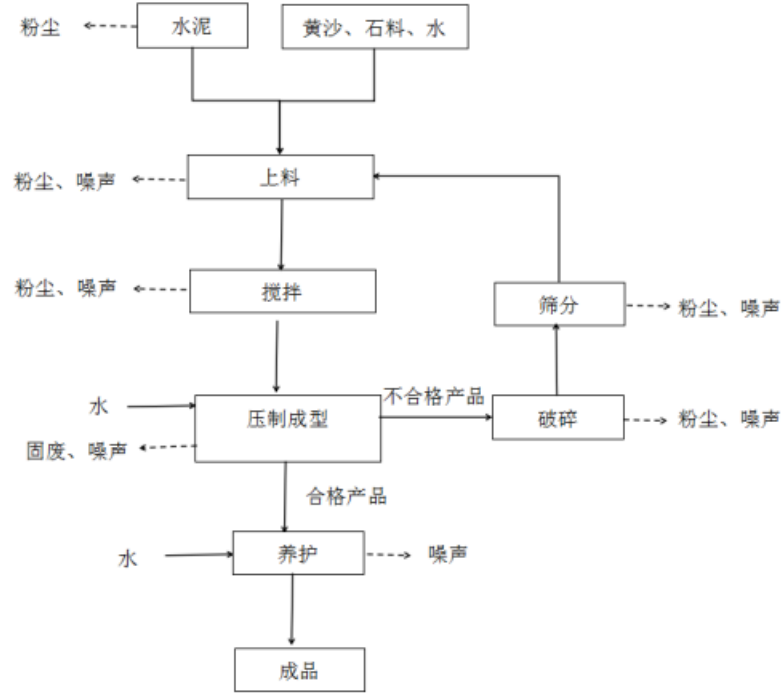 粉尘
水泥
黄沙、石料、水
粉尘、噪声
上料
粉尘、噪声
搅拌
筛分
粉尘、噪声
不合格产品
水
压制成型
破碎
粉尘、噪声
固废、噪声
合格产品
水
养护
噪声
成品